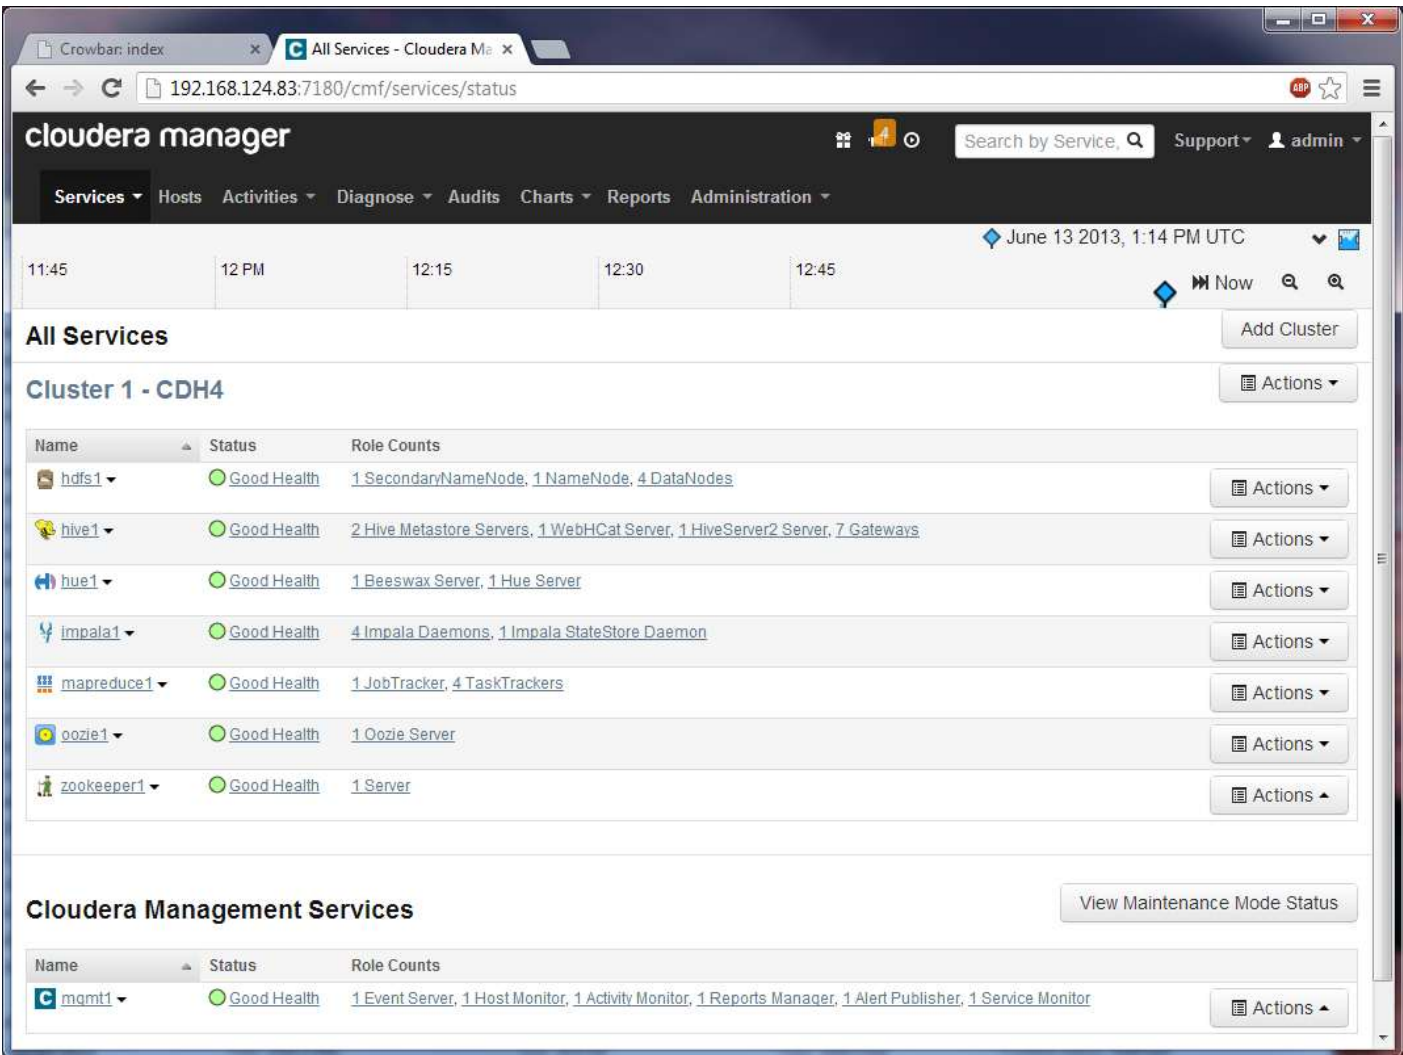 Crowbar: index
All Services - Cloudera Ma
192.168.124.83:7180/cmf/services/status
ABP
cloudera manager
4
Search by Service,
Support
admin
Services Hosts Activities Diagnose Audits Charts Reports Administration
June 13 2013, 1:14 PM UTC
11:45 12 PM 12:15 12:30 12:45
Now
All Services
Add Cluster
Cluster 1 - CDH4
Actions
Name Status Role Counts
hdfs1 Good Health 1 SecondaryNameNode, 1 NameNode, 4 DataNodes Actions
hive1 Good Health 2 Hive Metastore Servers, 1 WebHCat Server, 1 HiveServer2 Server, 7 Gateways Actions
hue1 Good Health 1 Beeswax Server, 1 Hue Server Actions
impala1 Good Health 4 Impala Daemons, 1 Impala StateStore Daemon Actions
mapreduce1 Good Health 1 JobTracker, 4 TaskTrackers Actions
oozie1 Good Health 1 Oozie Server Actions
zookeeper1 Good Health 1 Server Actions
Cloudera Management Services
View Maintenance Mode Status
Name Status Role Counts
C mgmt1 Good Health 1 Event Server, 1 Host Monitor, 1 Activity Monitor, 1 Reports Manager, 1 Alert Publisher, 1 Service Monitor Actions